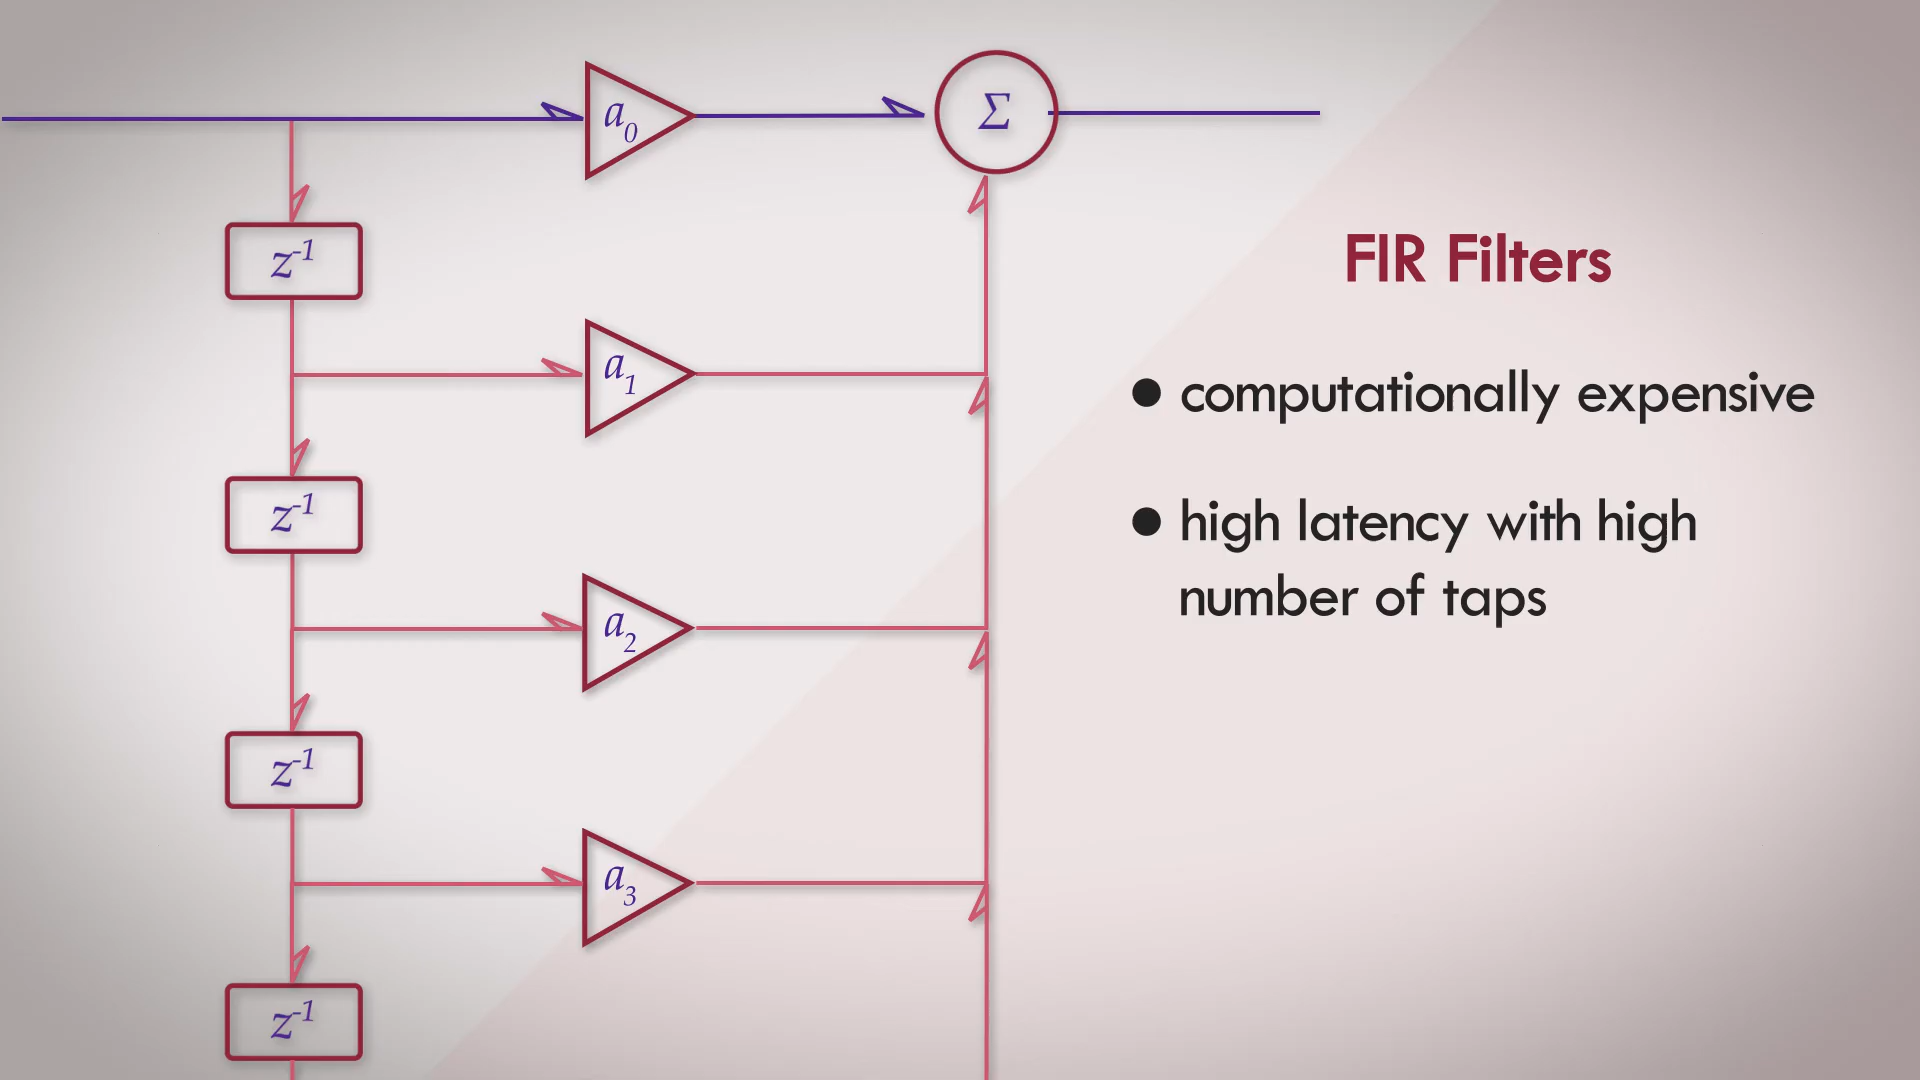 a₀
Σ
z⁻¹
FIR Filters
a₁
● computationally expensive
z⁻¹
● high latency with high
number of taps
a₂
z⁻¹
a₃
z⁻¹